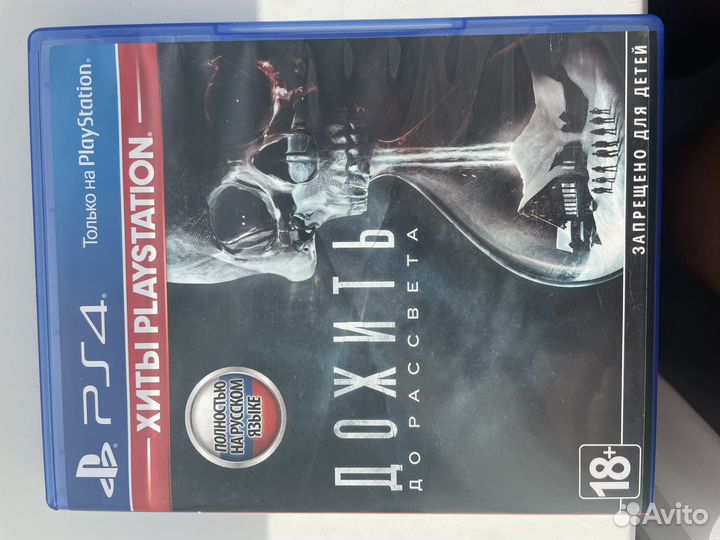 PS4
Только на PlayStation®
ХИТЫ PLAYSTATION®
ПОЛНОСТЬЮ
НА РУССКОМ
ЯЗЫКЕ
ДОЖИТЬ
ДО РАССВЕТА
18+
ЗАПРЕЩЕНО ДЛЯ ДЕТЕЙ
Avito